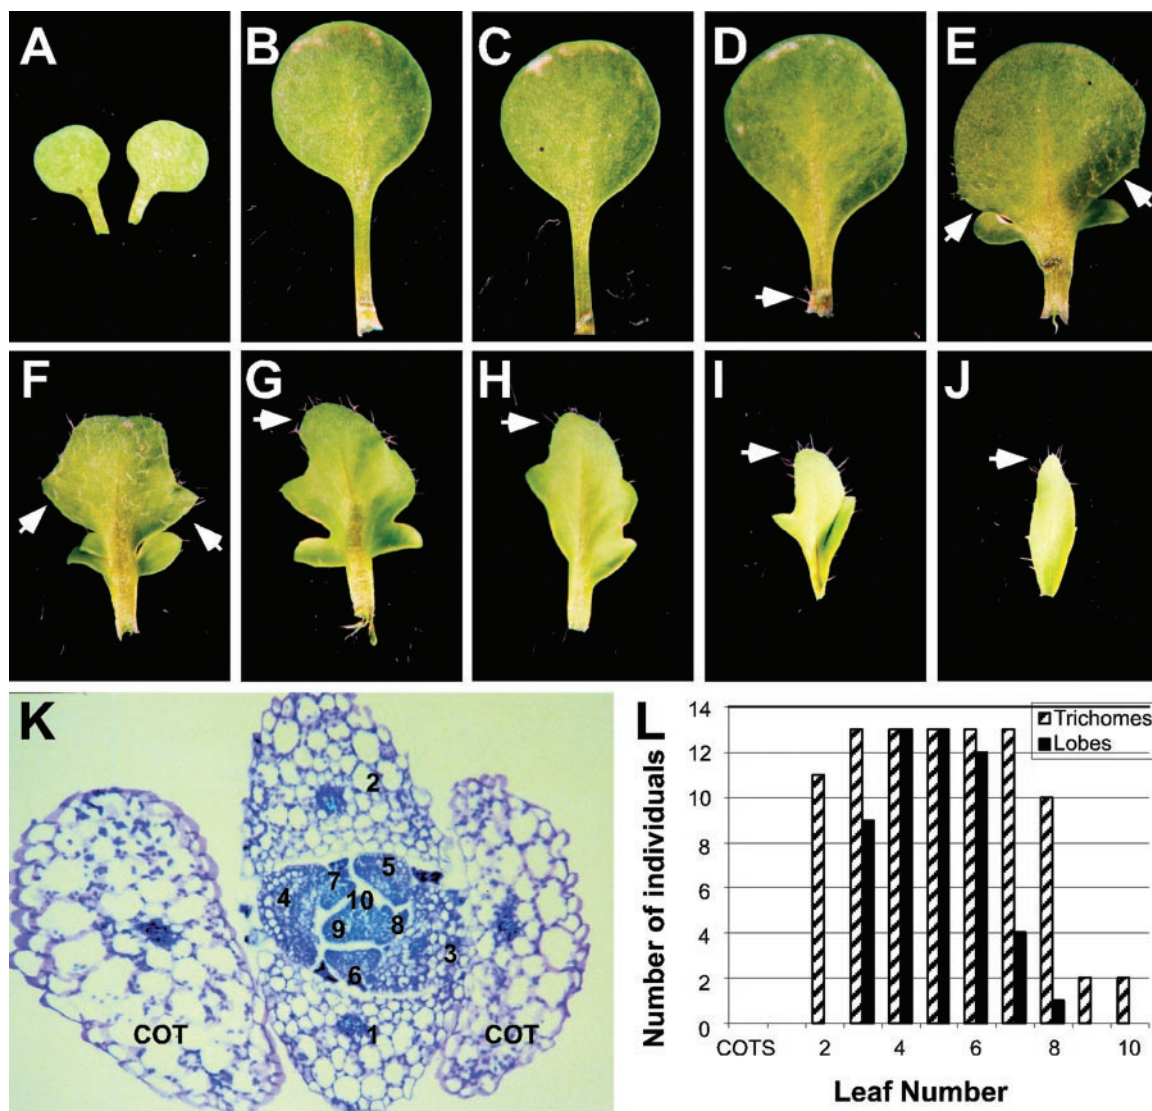 A
B
C
D
E
F
G
H
I
J
K
2
5
7
4
10
8
9
3
6
1
COT
COT
L
14
12
10
8
6
4
2
0
Trichomes
Lobes
Number of individuals
COTS 2 4 6 8 10
Leaf Number